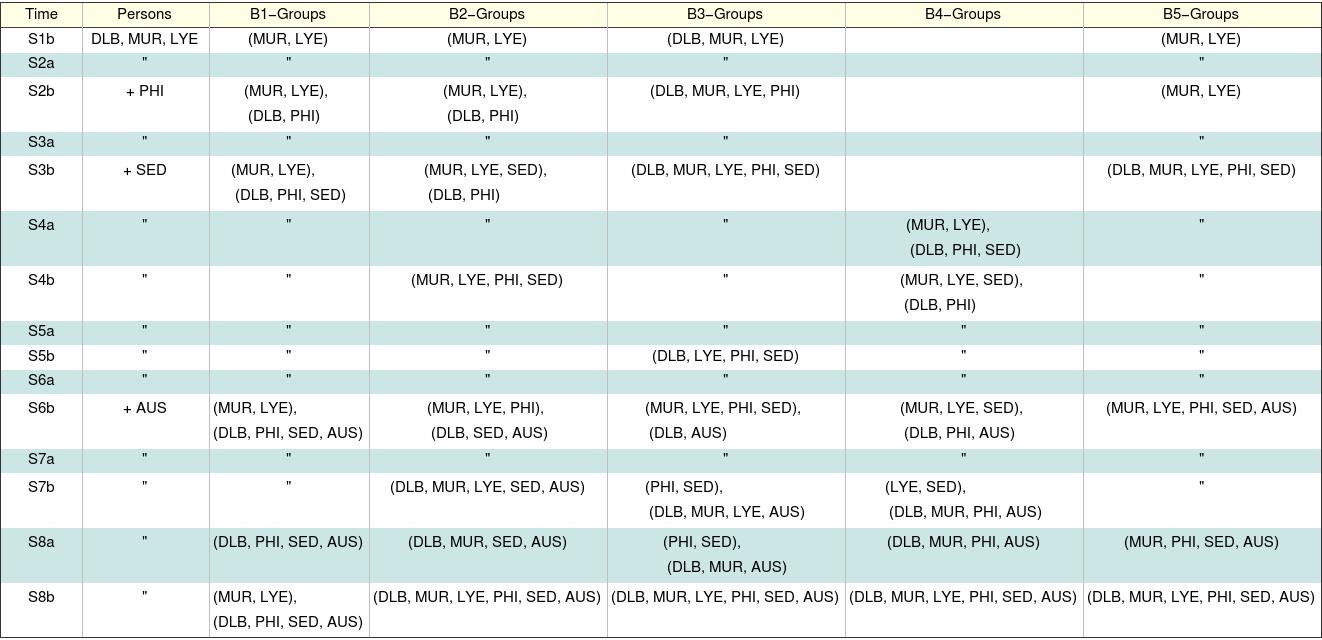 Time Persons B1–Groups B2–Groups B3–Groups B4–Groups B5–Groups
S1b DLB, MUR, LYE (MUR, LYE) (MUR, LYE) (DLB, MUR, LYE) (MUR, LYE)
S2a " " " " "
S2b + PHI (MUR, LYE), (MUR, LYE), (DLB, MUR, LYE, PHI) (MUR, LYE)
(DLB, PHI) (DLB, PHI)
S3a " " " " "
S3b + SED (MUR, LYE), (MUR, LYE, SED), (DLB, MUR, LYE, PHI, SED) (DLB, MUR, LYE, PHI, SED)
(DLB, PHI, SED) (DLB, PHI)
S4a " " " " (MUR, LYE), "
(DLB, PHI, SED)
S4b " " (MUR, LYE, PHI, SED) " (MUR, LYE, SED), "
(DLB, PHI)
S5a " " " " " "
S5b " " " (DLB, LYE, PHI, SED) " "
S6a " " " " " "
S6b + AUS (MUR, LYE), (MUR, LYE, PHI), (MUR, LYE, PHI, SED), (MUR, LYE, SED), (MUR, LYE, PHI, SED, AUS)
(DLB, PHI, SED, AUS) (DLB, SED, AUS) (DLB, AUS) (DLB, PHI, AUS)
S7a " " " " " "
S7b " " (DLB, MUR, LYE, SED, AUS) (PHI, SED), (LYE, SED), "
(DLB, MUR, LYE, AUS) (DLB, MUR, PHI, AUS)
S8a " (DLB, PHI, SED, AUS) (DLB, MUR, SED, AUS) (PHI, SED), (DLB, MUR, PHI, AUS) (MUR, PHI, SED, AUS)
(DLB, MUR, AUS)
S8b " (MUR, LYE), (DLB, MUR, LYE, PHI, SED, AUS) (DLB, MUR, LYE, PHI, SED, AUS) (DLB, MUR, LYE, PHI, SED, AUS) (DLB, MUR, LYE, PHI, SED, AUS)
(DLB, PHI, SED, AUS)